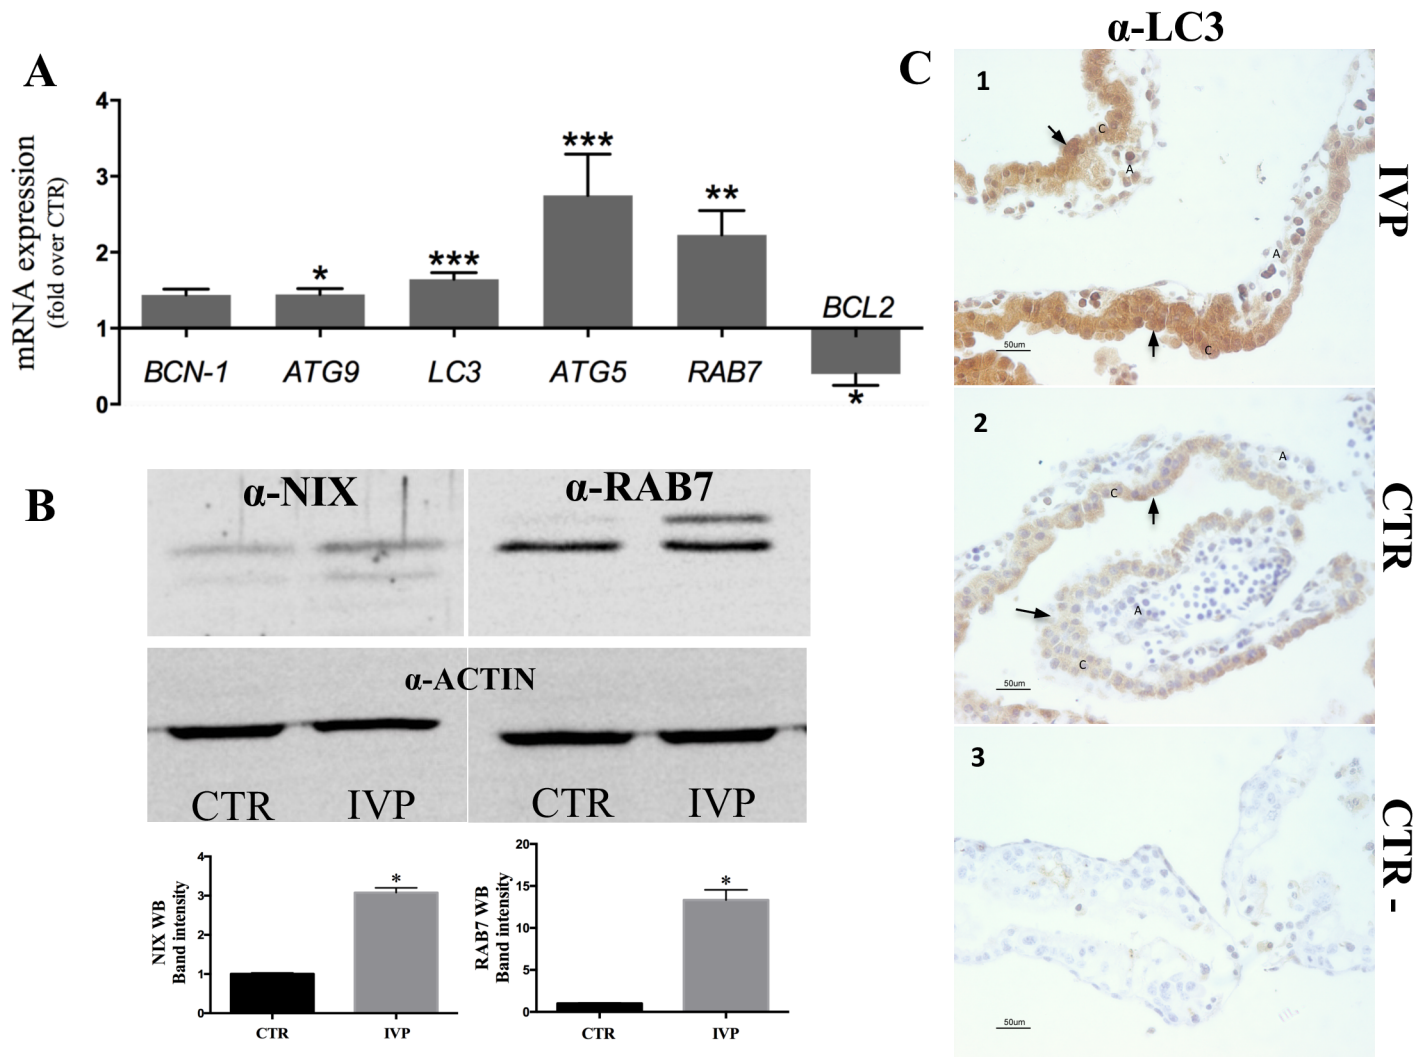 A
mRNA expression
(fold over CTR)
4
3
2
1
0
*
***
***
**
BCL2
BCN-1 ATG9 LC3 ATG5 RAB7
*
B
α-NIX α-RAB7
α-ACTIN
CTR IVP CTR IVP
NIX WB
Band intensity
4
3
2
1
0
*
CTR IVP
RAB7 WB
Band intensity
20
15
10
5
0
*
CTR IVP
C
α-LC3
1
C
A
A
C
50um
IVP
2
A
C
A
C
50um
CTR
3
50um
CTR -